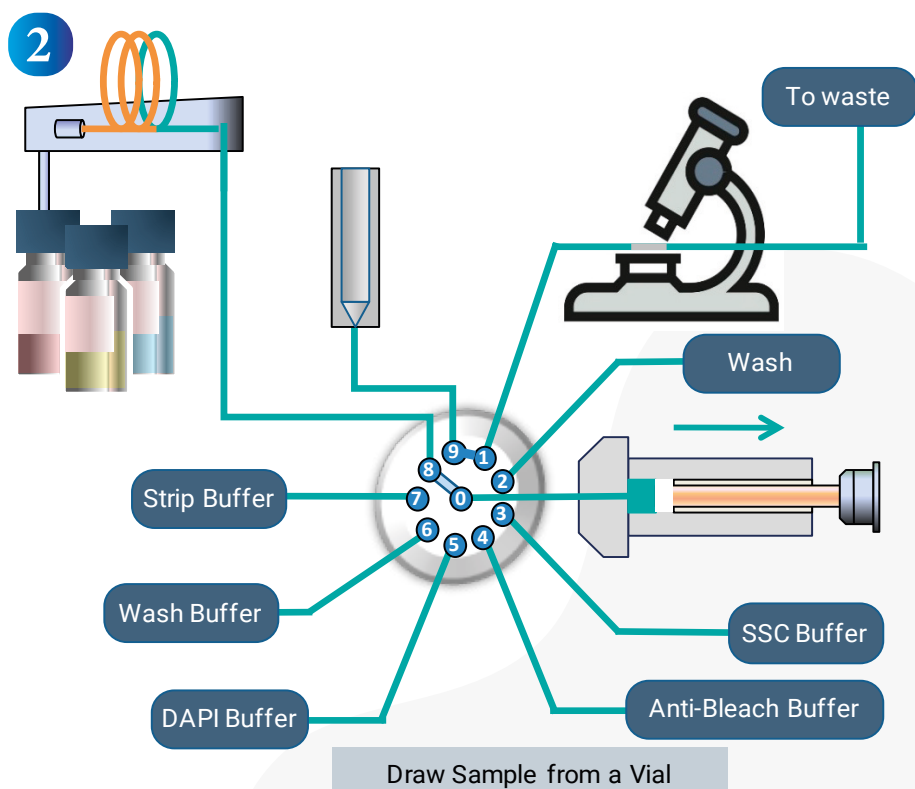 2
To waste
Wash
9
1
8
2
Strip Buffer
7
0
3
6
4
5
Wash Buffer
SSC Buffer
DAPI Buffer
Anti-Bleach Buffer
Draw Sample from a Vial